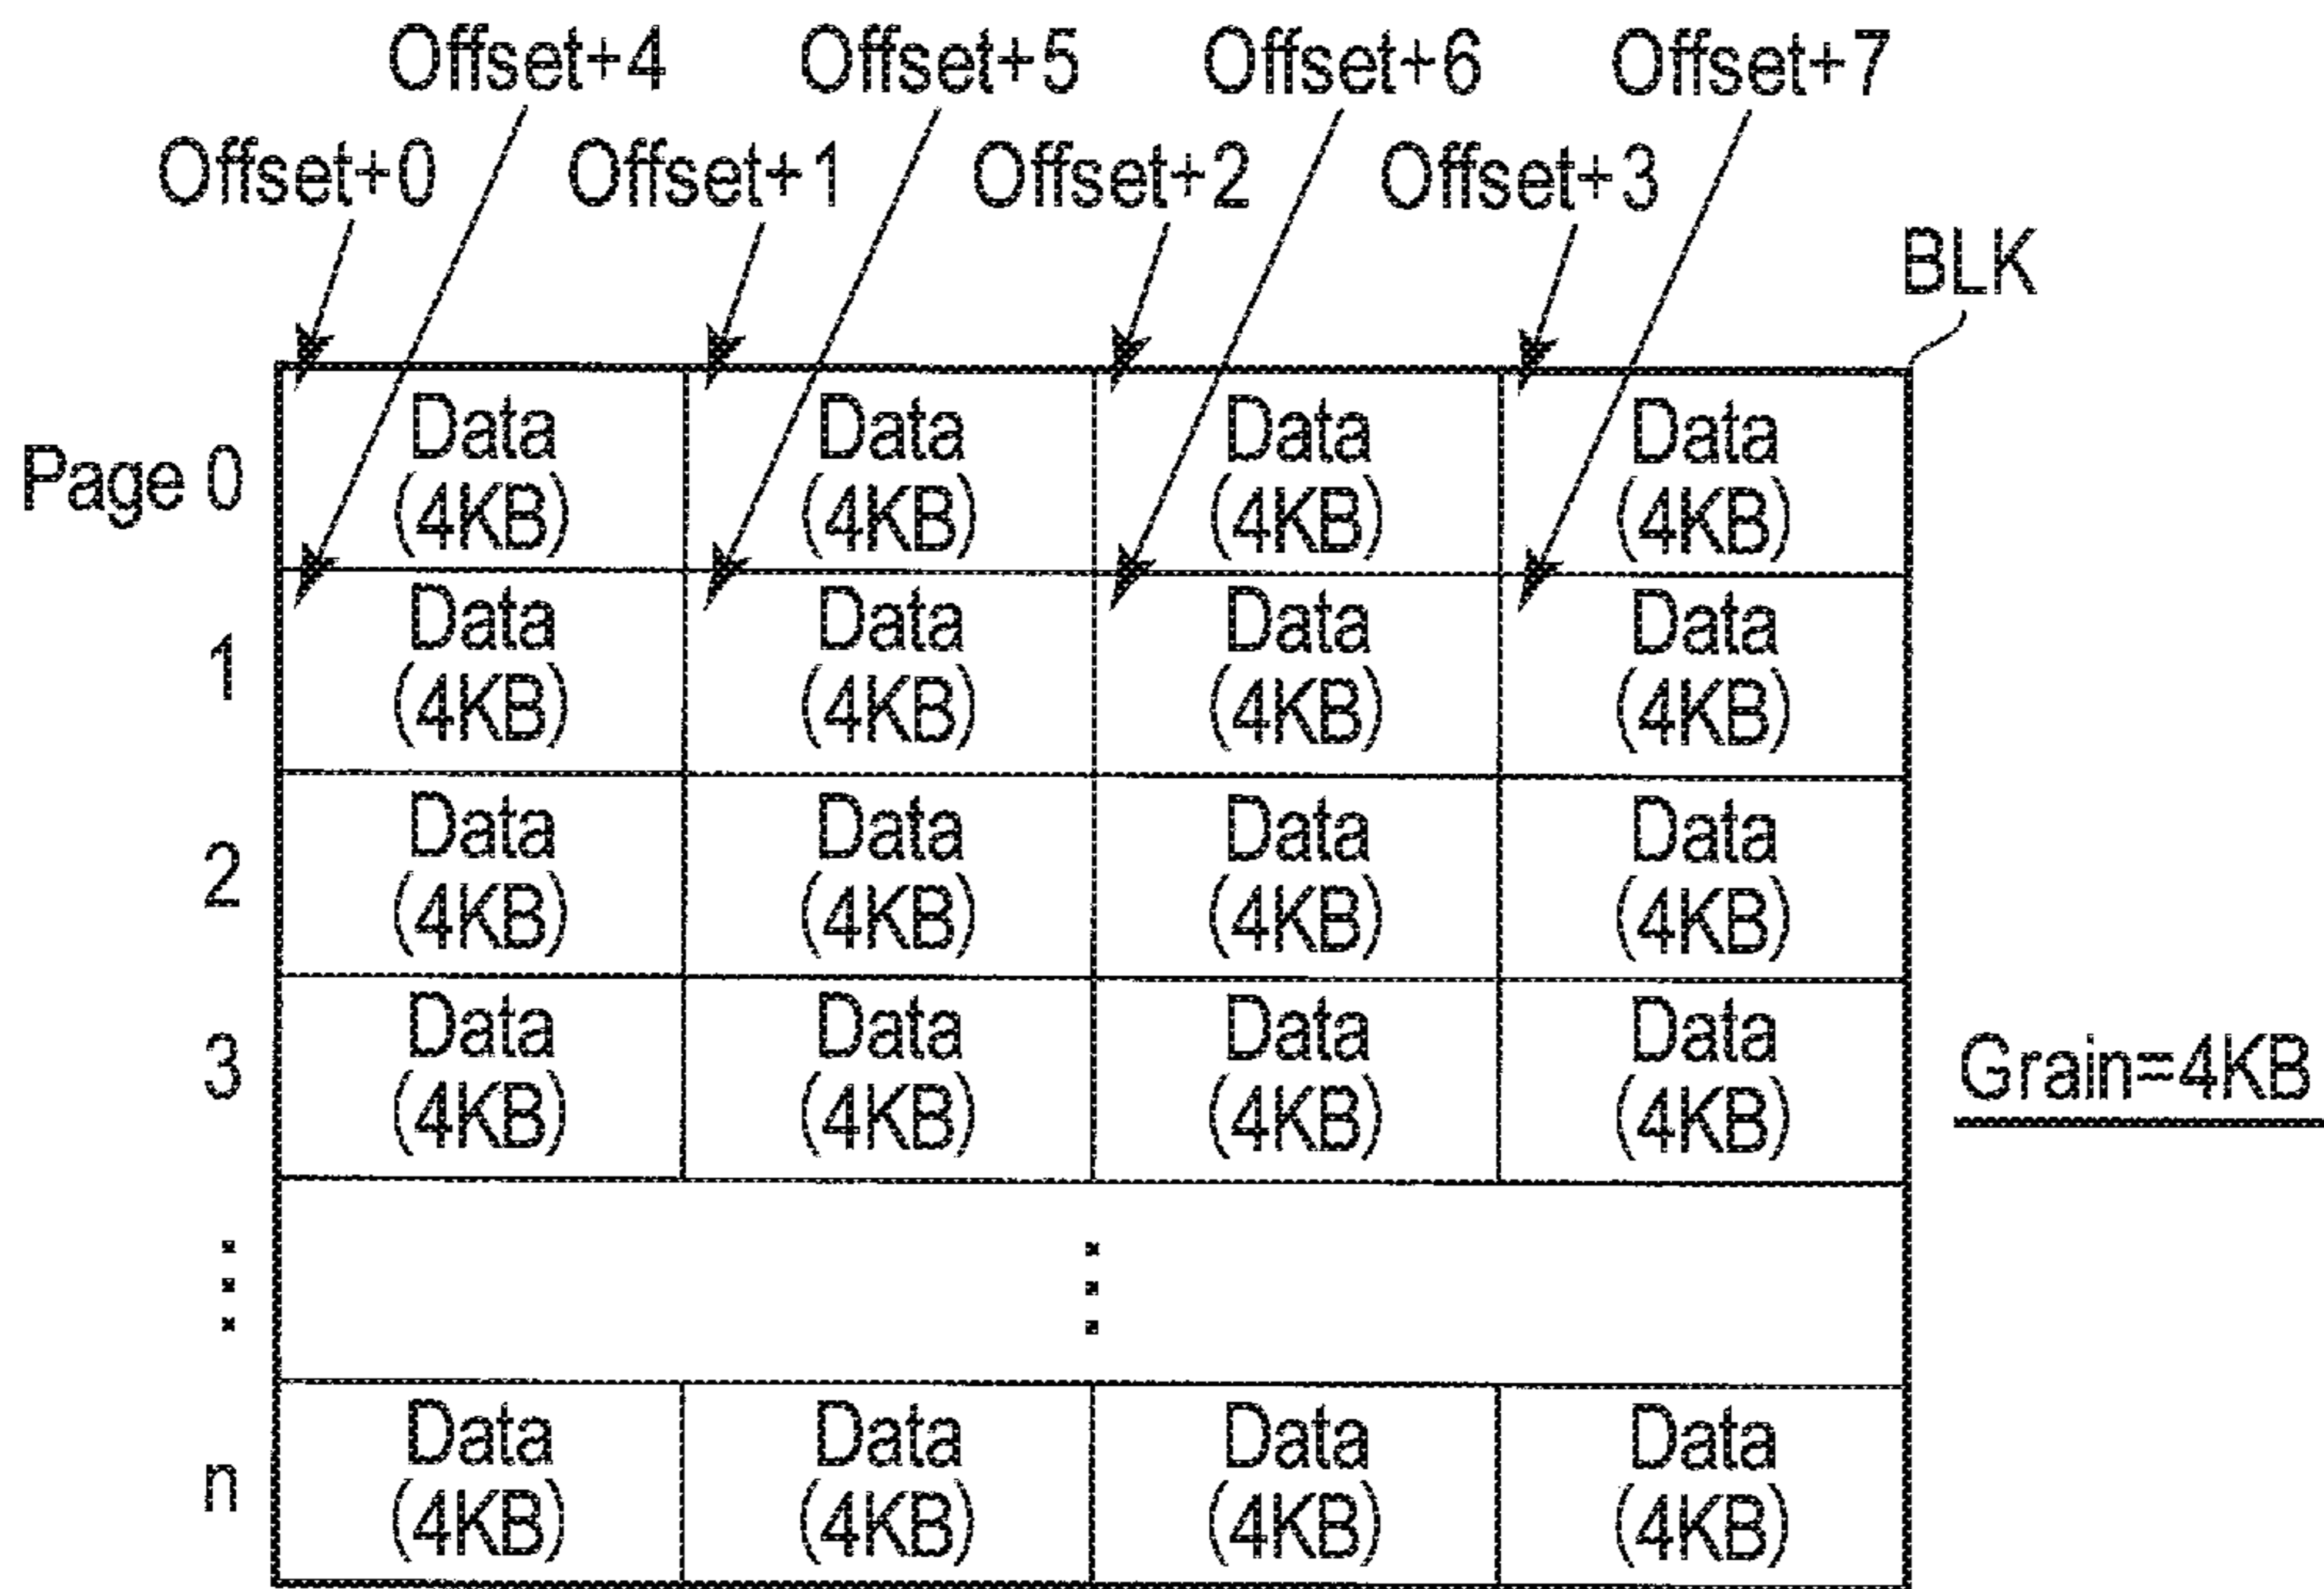 Offset+4 Offset+5 Offset+6 Offset+7
Offset+0 Offset+1 Offset+2 Offset+3
BLK
Data Data Data Data
Page 0
(4KB) (4KB) (4KB) (4KB)
Data Data Data Data
1
(4KB) (4KB) (4KB) (4KB)
Data Data Data Data
2
(4KB) (4KB) (4KB) (4KB)
Data Data Data Data
3
Grain=4KB
(4KB) (4KB) (4KB) (4KB)
Data Data Data Data
n
(4KB) (4KB) (4KB) (4KB)